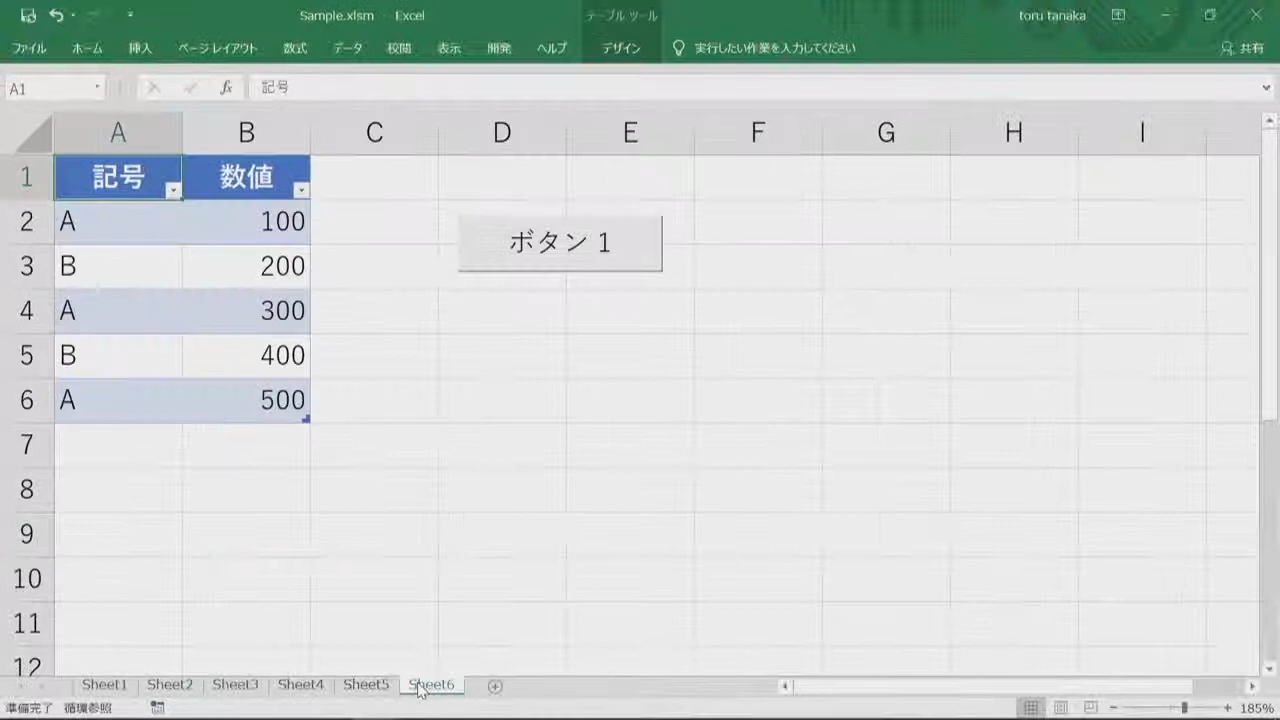 Sample.xlsm - Excel テーブル ツール toru tanaka
ファイル ホーム 挿入 ページ レイアウト 数式 データ 校閲 表示 開発 ヘルプ デザイン 実行したい作業を入力してください 共有
A1 fx 記号
A B C D E F G H I
1 記号 数値
2 A 100
ボタン 1
3 B 200
4 A 300
5 B 400
6 A 500
7
8
9
10
11
12
Sheet1 Sheet2 Sheet3 Sheet4 Sheet5 Sheet6
準備完了 循環参照 185%